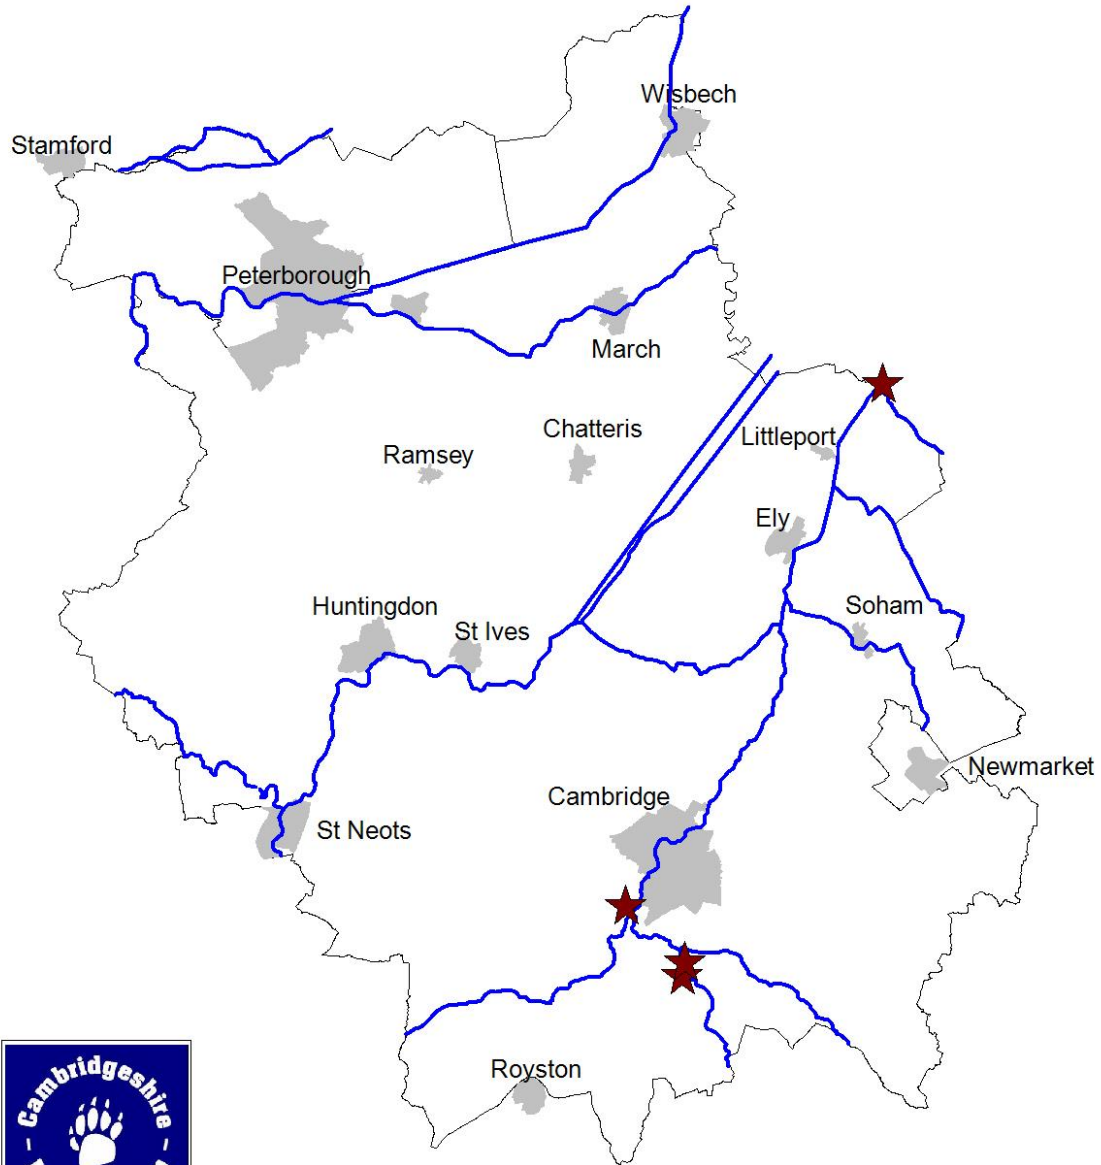 Wisbech
Stamford
Peterborough
March
Chatteris
Littleport
Ramsey
Ely
Huntingdon
Soham
St Ives
Newmarket
Cambridge
St Neots
Royston
Cambridgeshire